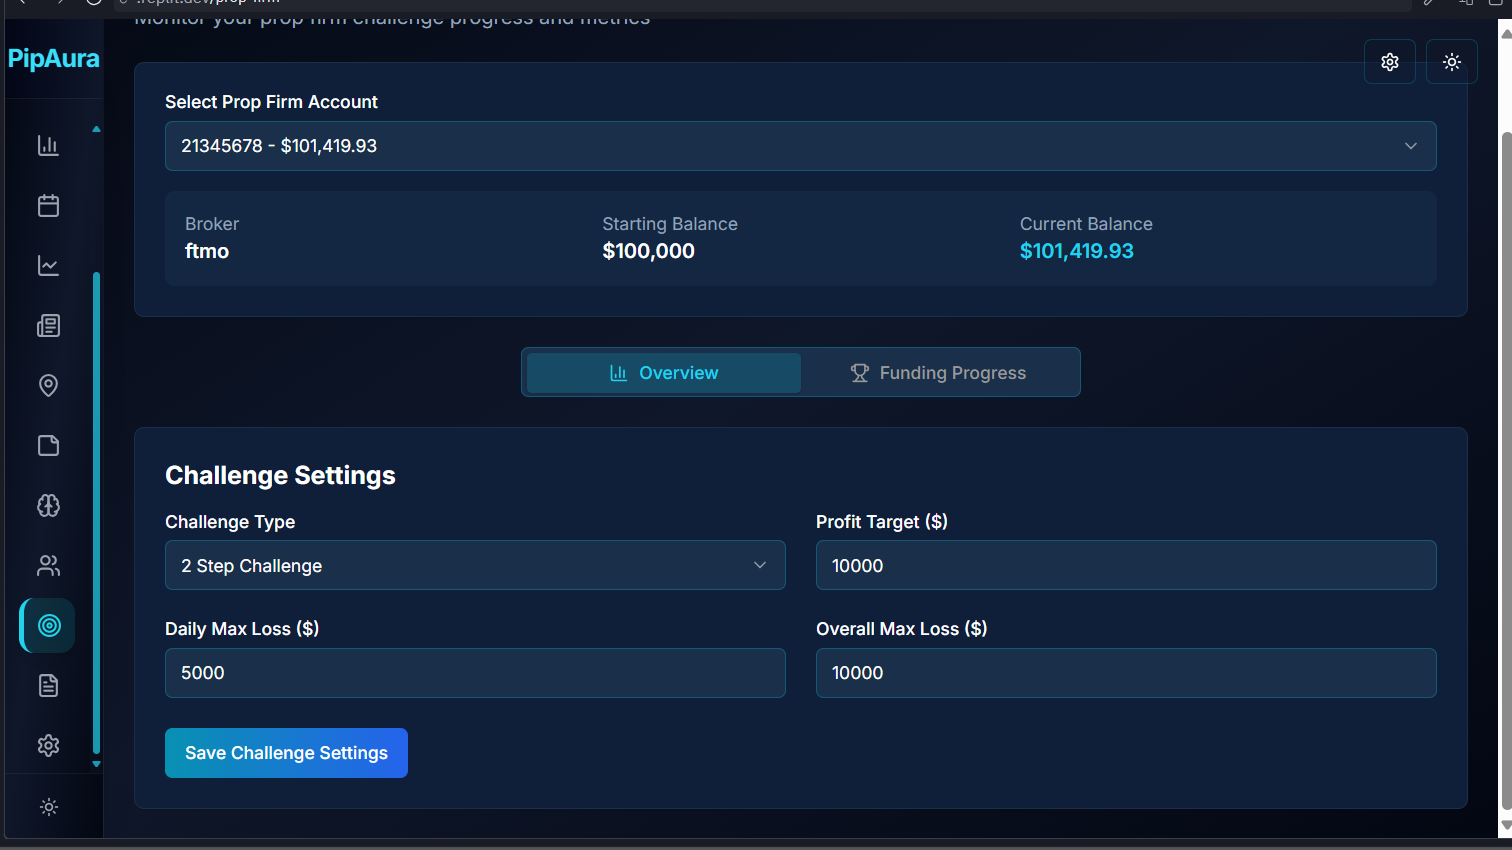 .replit.dev/prop-firm
Monitor your prop firm challenge progress and metrics
PipAura
Select Prop Firm Account
21345678 - $101,419.93
Broker
Starting Balance
Current Balance
ftmo
$100,000
$101,419.93
Overview
Funding Progress
Challenge Settings
Challenge Type
Profit Target ($)
2 Step Challenge
10000
Daily Max Loss ($)
Overall Max Loss ($)
5000
10000
Save Challenge Settings